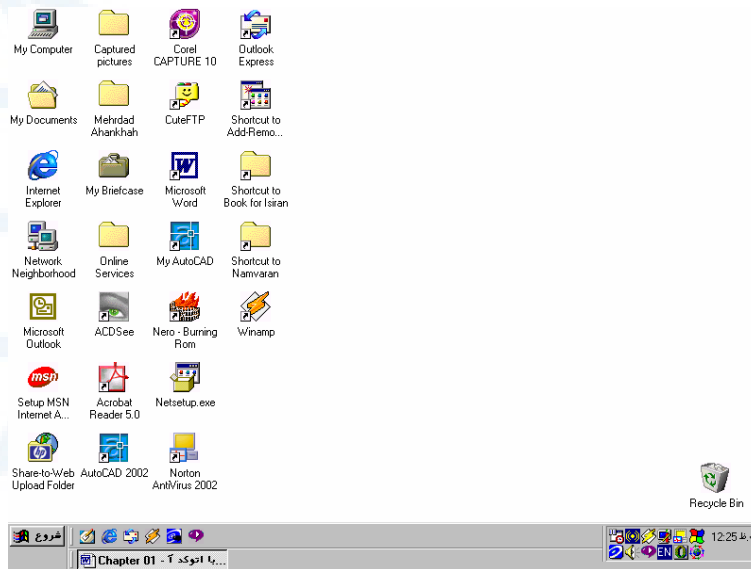 My Computer
Captured
pictures
Corel
CAPTURE 10
Outlook
Express
My Documents
Mehrdad
Ahankhah
CuteFTP
Shortcut to
Add-Remo...
Internet
Explorer
My Briefcase
Microsoft
Word
Shortcut to
Book for Isiran
Network
Neighborhood
Online
Services
My AutoCAD
Shortcut to
Namvaran
Microsoft
Outlook
ACDSee
Nero - Burning
Rom
Winamp
Setup MSN
Internet A...
Acrobat
Reader 5.0
Netsetup.exe
Share-to-Web
Upload Folder
AutoCAD 2002
Norton
AntiVirus 2002
Recycle Bin
شروع
12:25 ب.ظ
EN
Chapter 01 - با اتوکد آ...